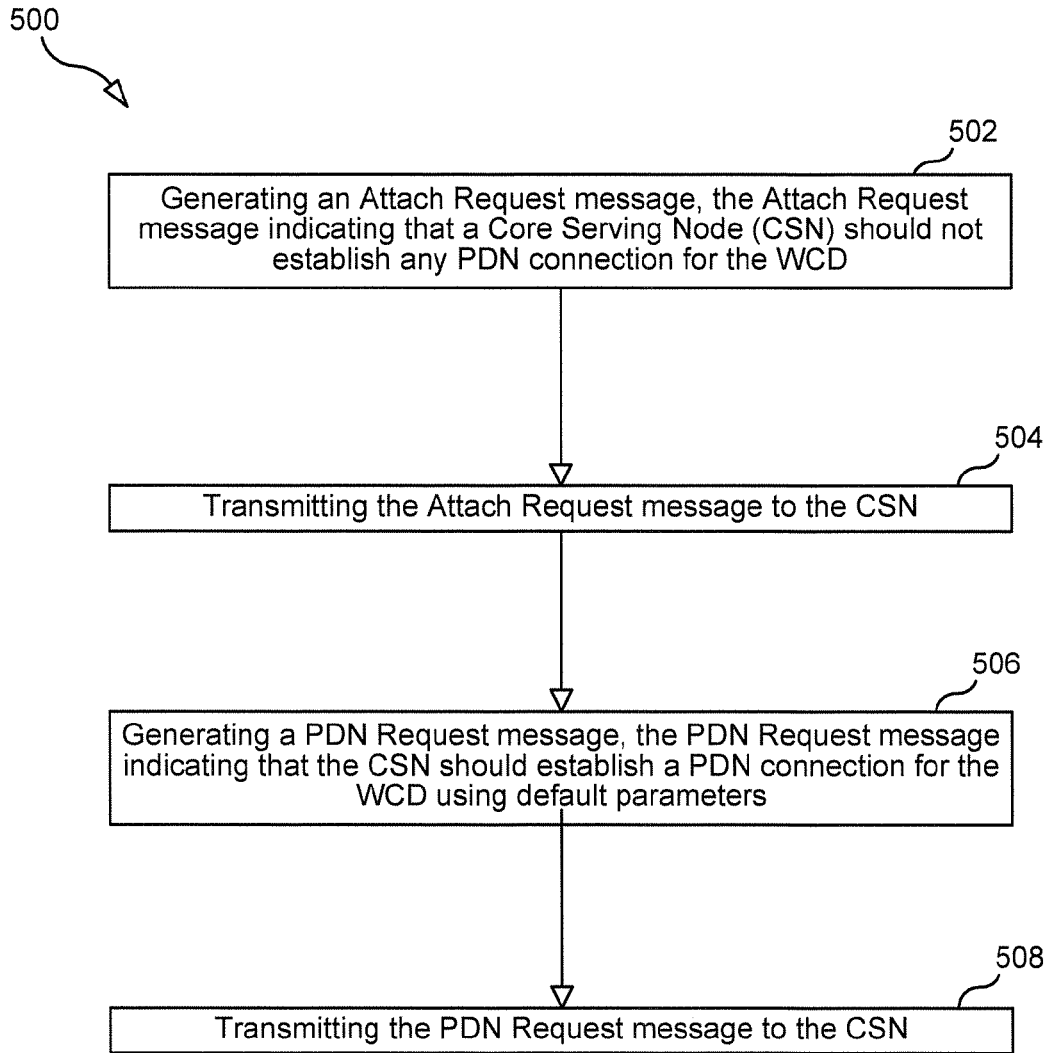 500
502
Generating an Attach Request message, the Attach Request
message indicating that a Core Serving Node (CSN) should not
establish any PDN connection for the WCD
504
Transmitting the Attach Request message to the CSN
506
Generating a PDN Request message, the PDN Request message
indicating that the CSN should establish a PDN connection for the
WCD using default parameters
508
Transmitting the PDN Request message to the CSN